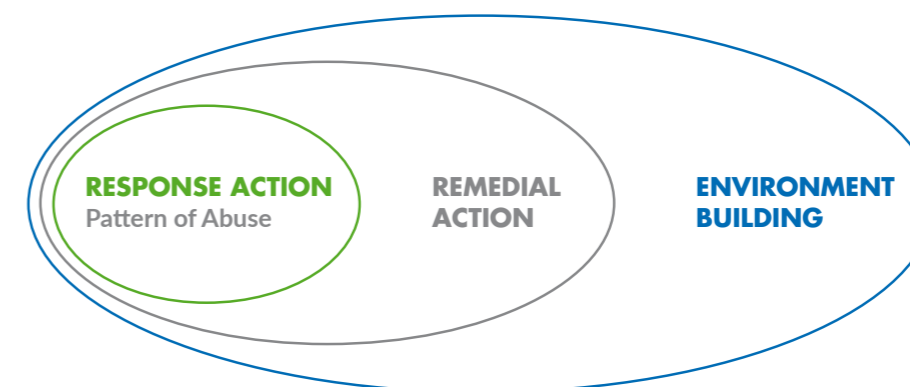 RESPONSE ACTION
Pattern of Abuse
REMEDIAL
ACTION
ENVIRONMENT
BUILDING